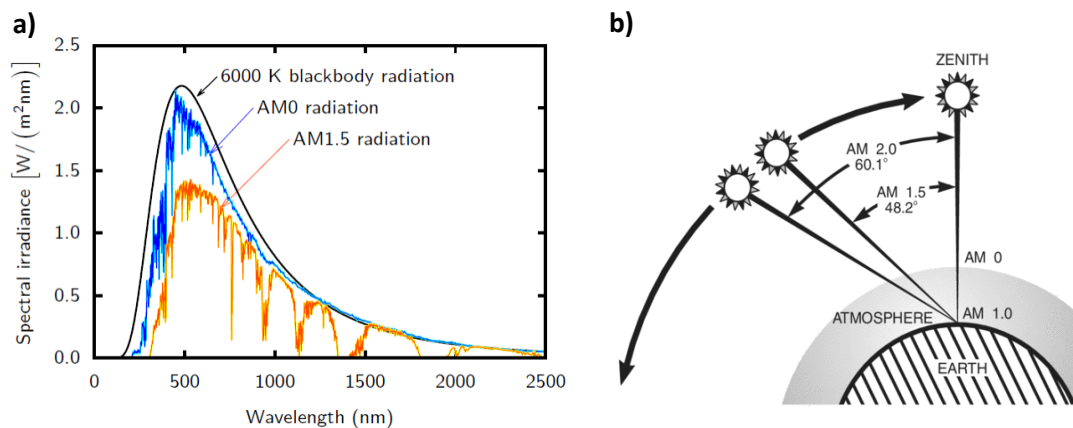 a)
Spectral irradiance [W/(m²nm)]
2.5
2.0
1.5
1.0
0.5
0.0
0
500
1000
1500
2000
2500
Wavelength (nm)
6000 K blackbody radiation
AM0 radiation
AM1.5 radiation
b)
ZENITH
AM 2.0
60.1°
AM 1.5
48.2°
AM 0
ATMOSPHERE
AM 1.0
EARTH